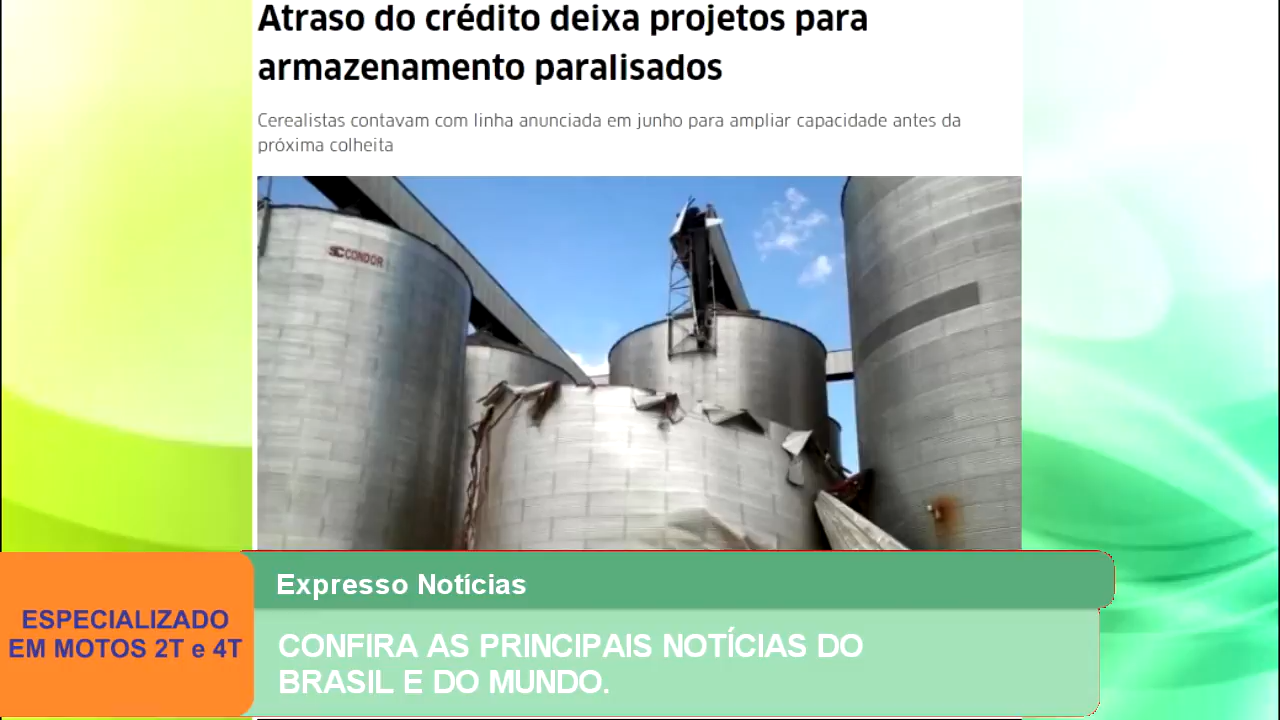 Atraso do crédito deixa projetos para
armazenamento paralisados
Cerealistas contavam com linha anunciada em junho para ampliar capacidade antes da
próxima colheita
CONDOR
Expresso Notícias
ESPECIALIZADO
EM MOTOS 2T e 4T
CONFIRA AS PRINCIPAIS NOTÍCIAS DO
BRASIL E DO MUNDO.